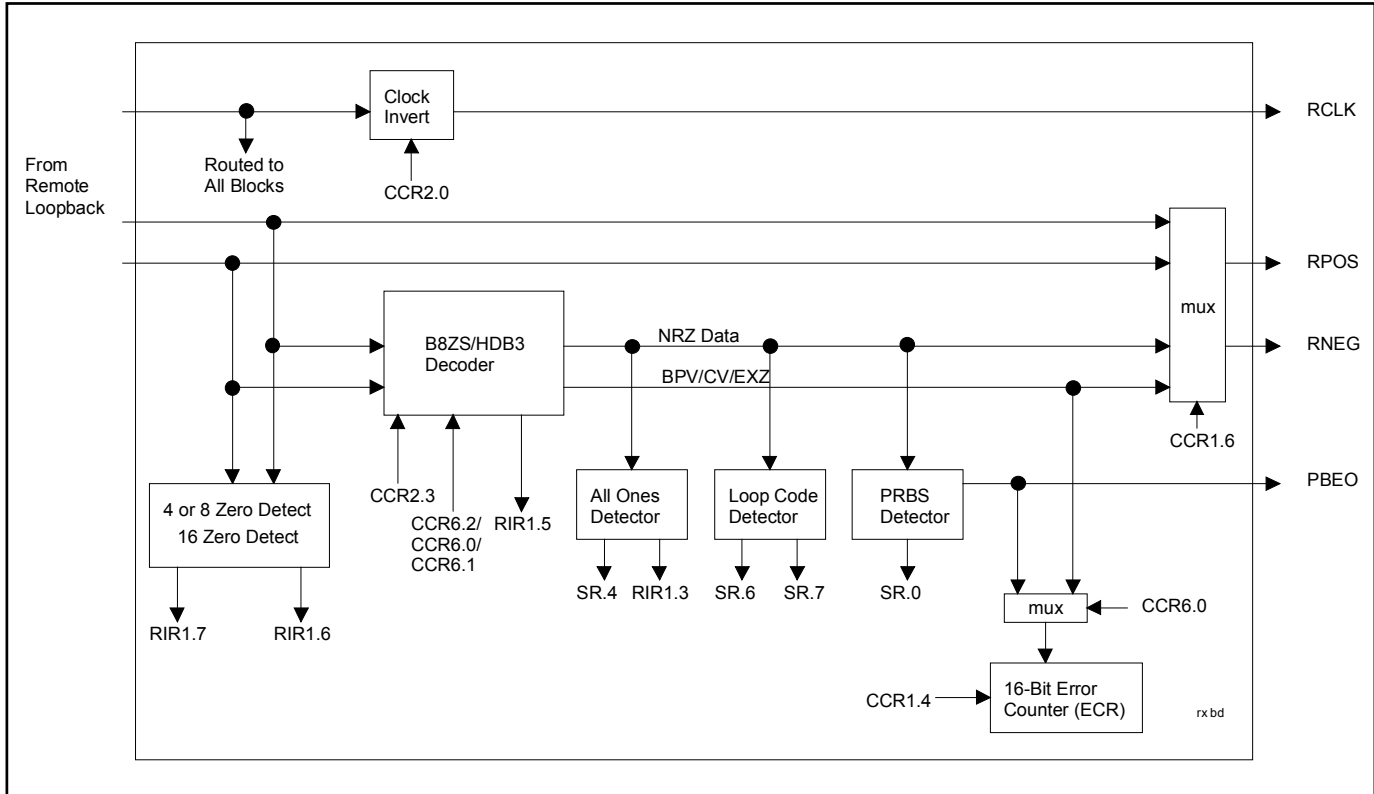 Clock
Invert
RCLK
From
Remote
Loopback
Routed to
All Blocks
CCR2.0
RPOS
mux
B8ZS/HDB3
Decoder
NRZ Data
RNEG
BPV/CV/EXZ
CCR1.6
4 or 8 Zero Detect
16 Zero Detect
CCR2.3
CCR6.2/
CCR6.0/
CCR6.1
RIR1.5
All Ones
Detector
Loop Code
Detector
PRBS
Detector
PBEO
SR.4
RIR1.3
SR.6
SR.7
SR.0
RIR1.7
RIR1.6
mux
CCR6.0
CCR1.4
16-Bit Error
Counter (ECR)
rx bd